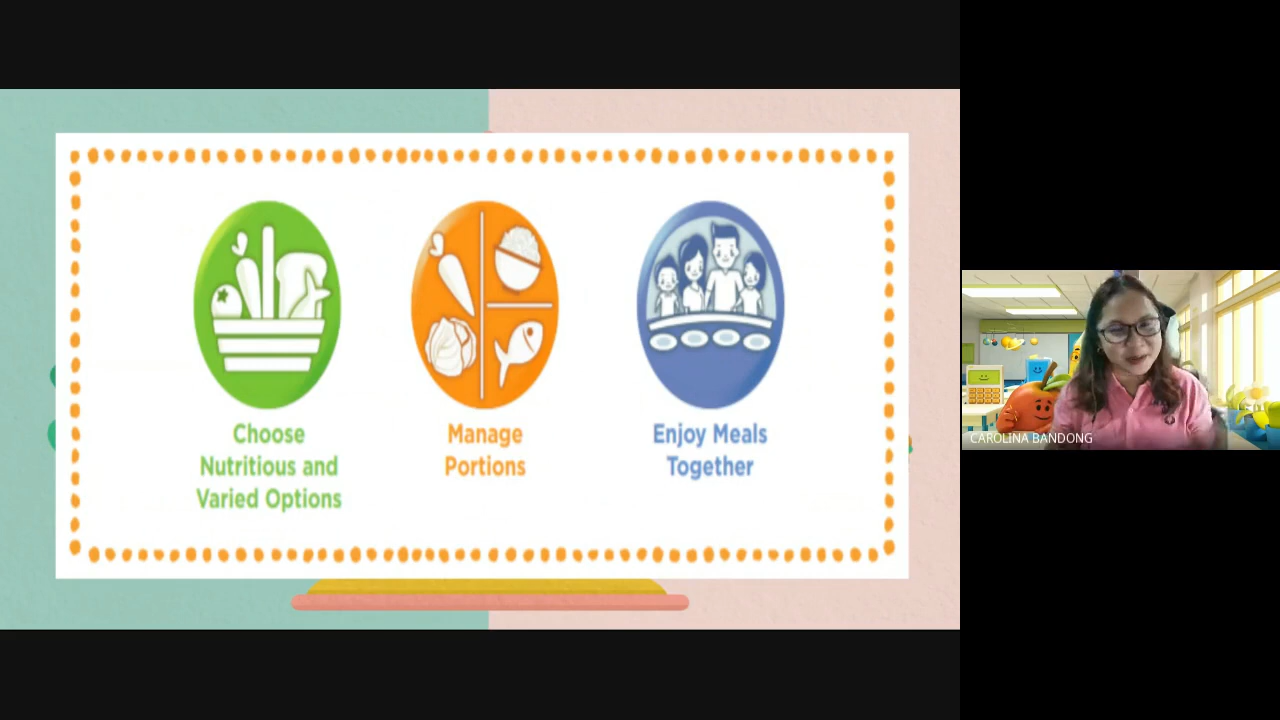 Choose
Nutritious and
Varied Options
Manage
Portions
Enjoy Meals
Together
CAROLINA BANDONG